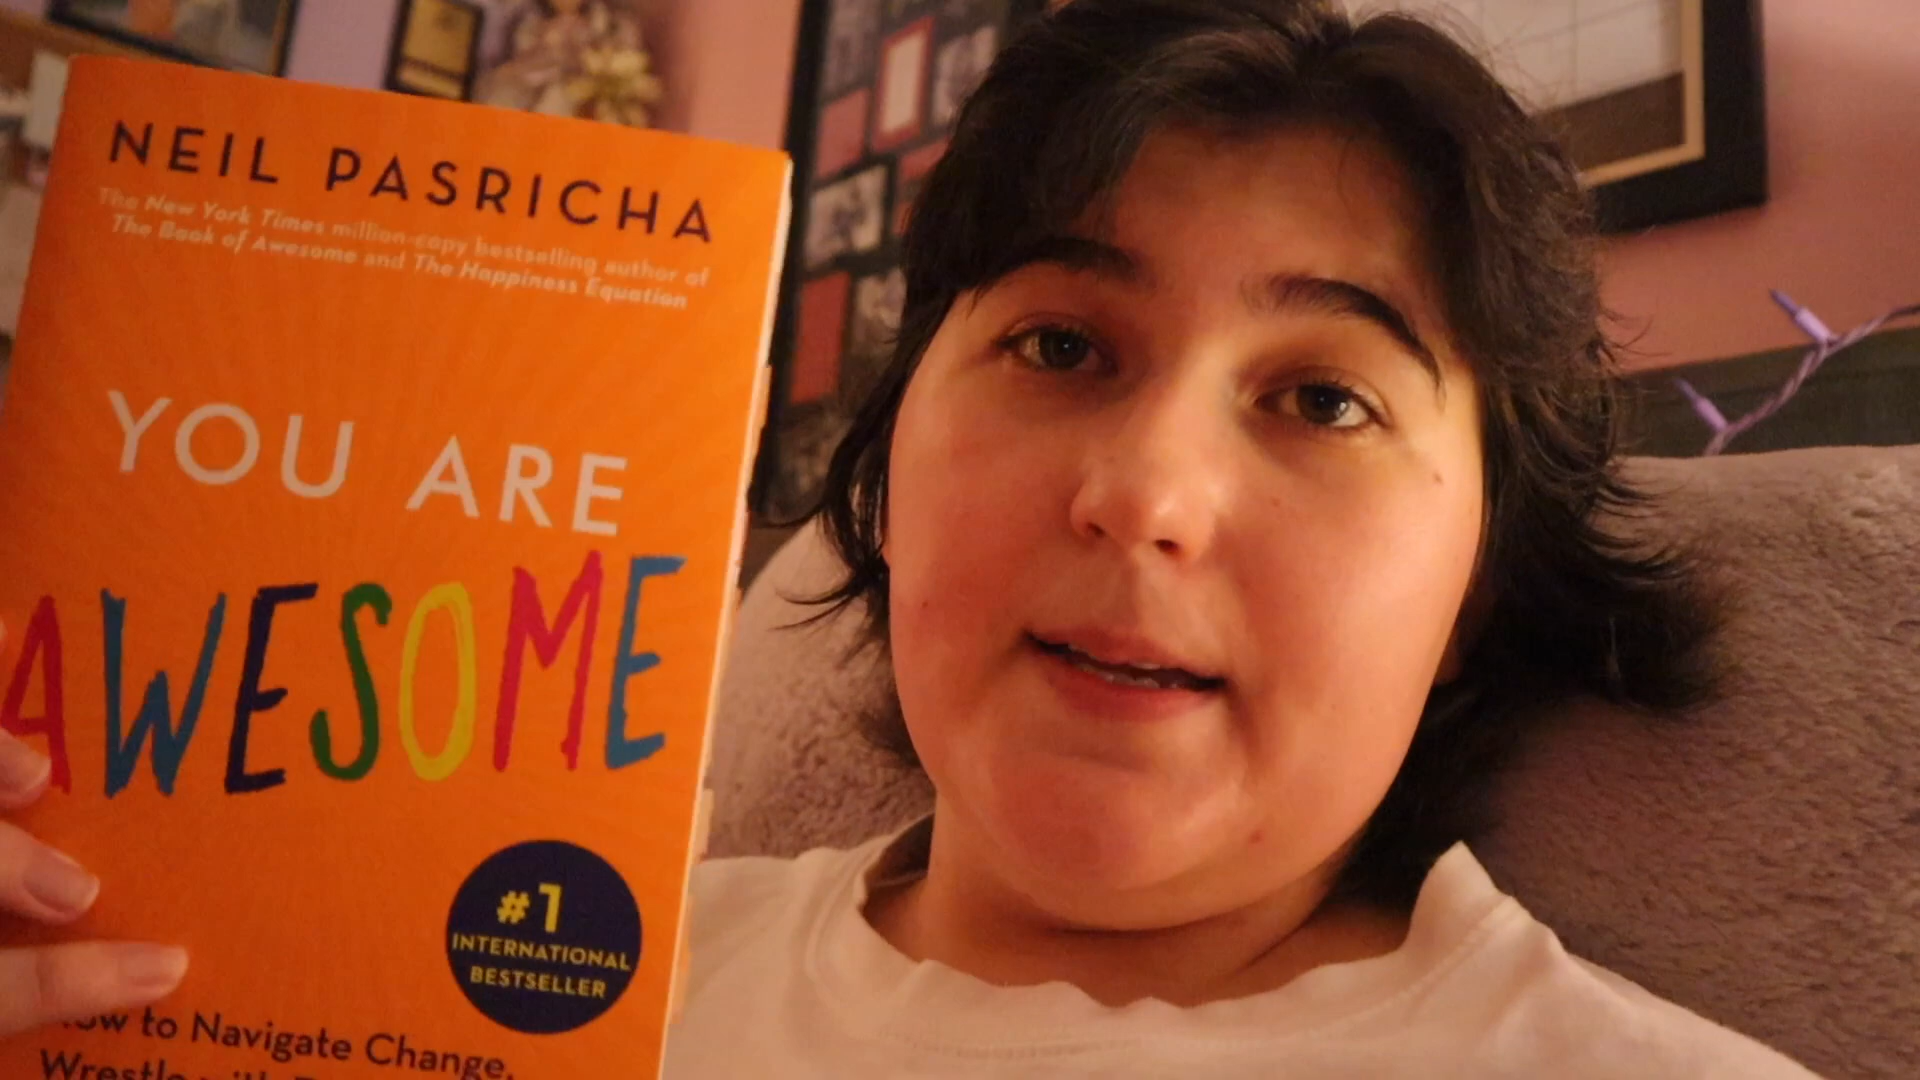 NEIL PASRICHA
The New York Times million-copy bestselling author of
The Book of Awesome and The Happiness Equation
YOU ARE
AWESOME
#1
INTERNATIONAL
BESTSELLER
to Navigate Change,
Wrestle